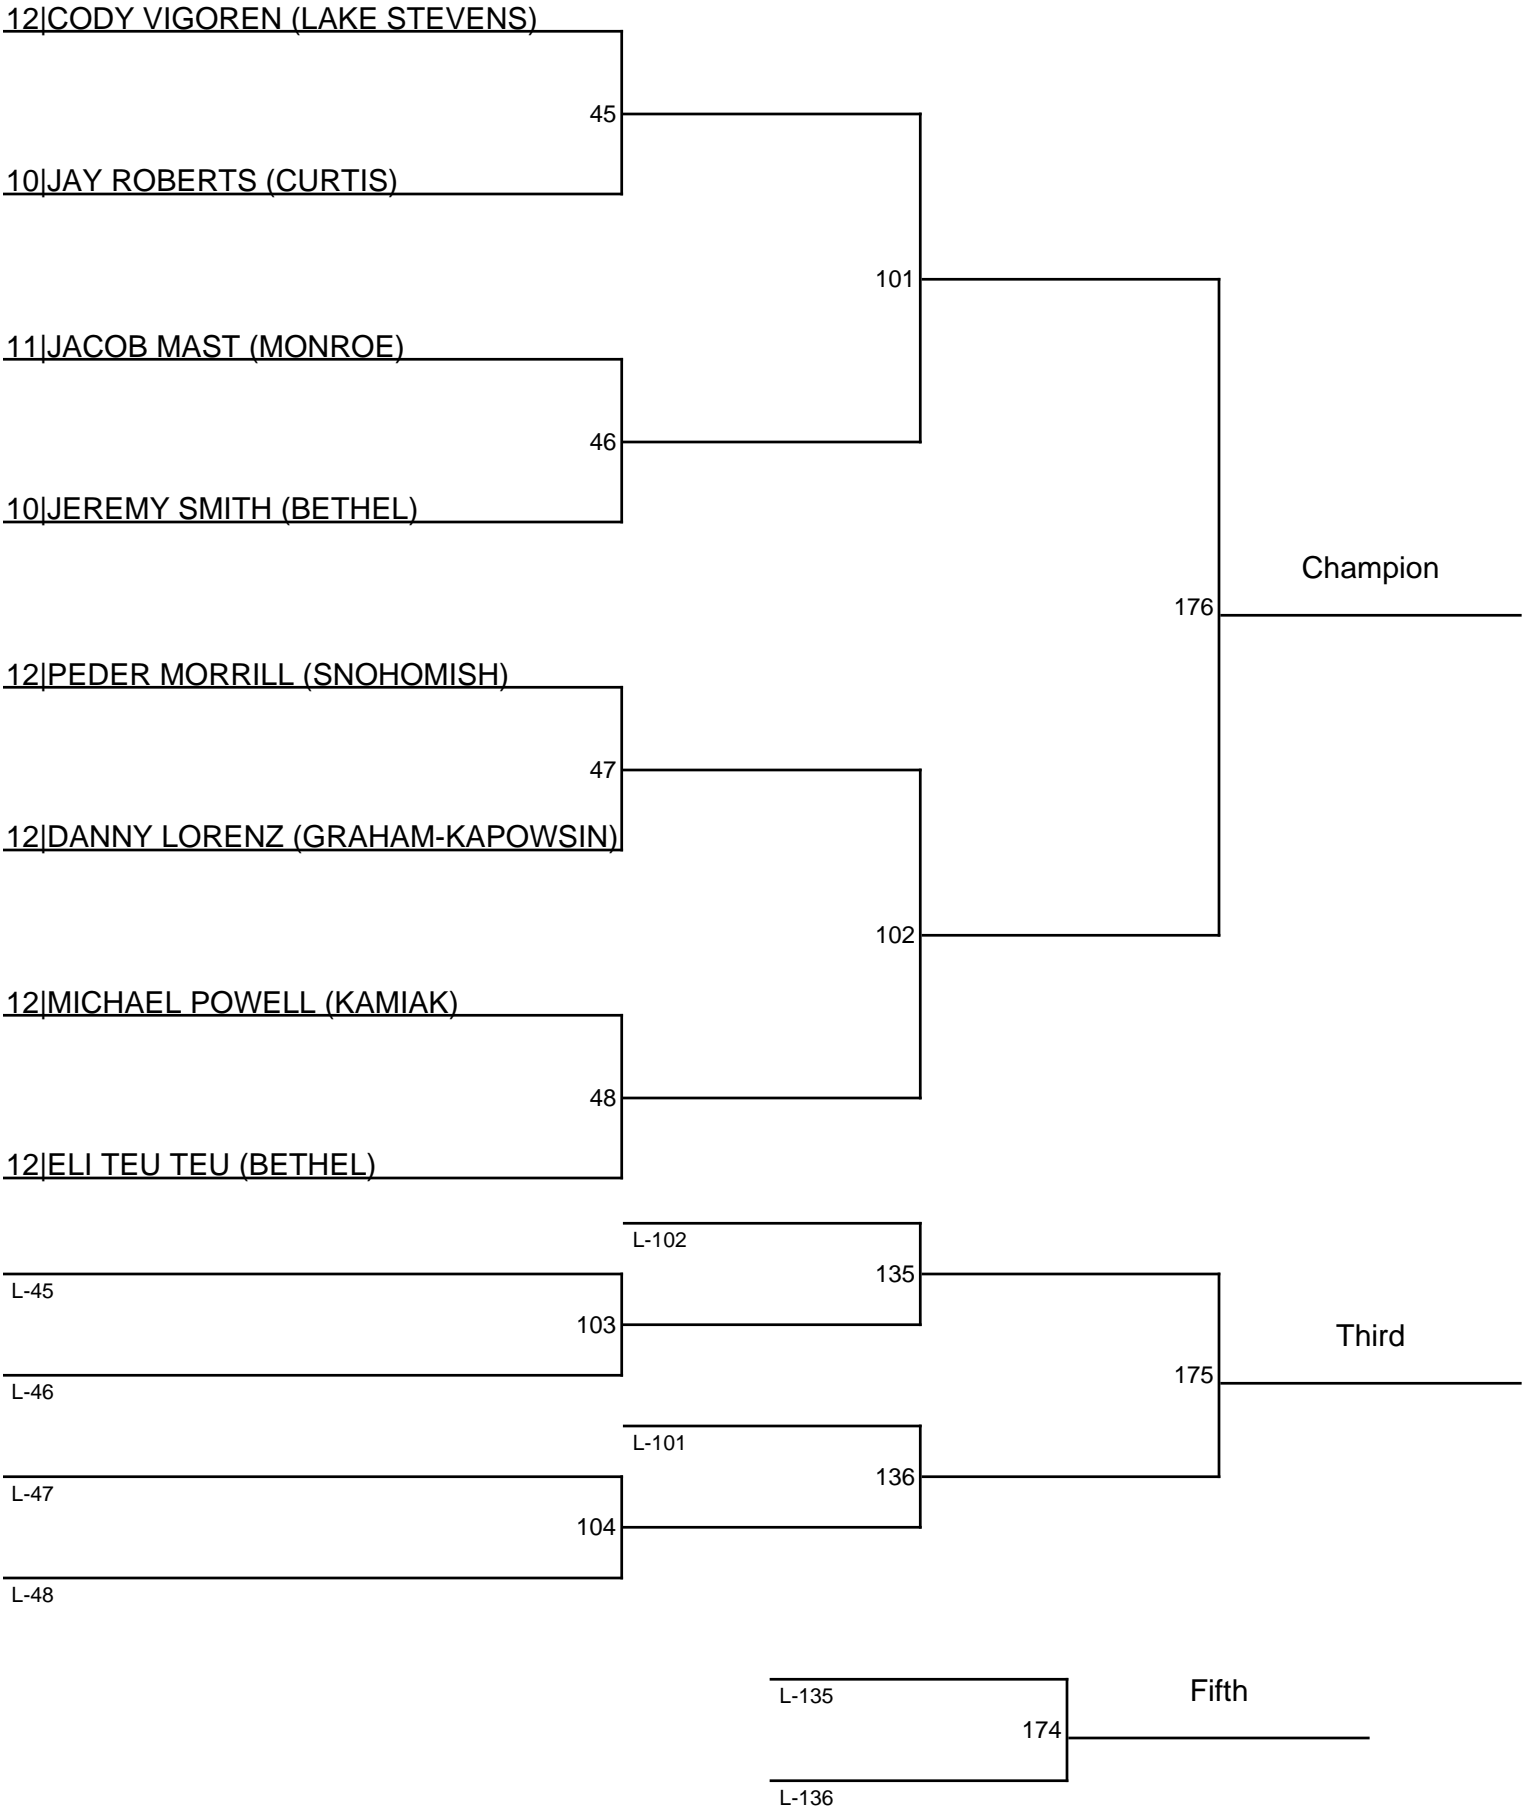 12|CODY VIGOREN (LAKE STEVENS)
45
10|JAY ROBERTS (CURTIS)
101
11|JACOB MAST (MONROE)
46
10|JEREMY SMITH (BETHEL)
Champion
176
12|PEDER MORRILL (SNOHOMISH)
47
12|DANNY LORENZ (GRAHAM-KAPOWSIN)
102
12|MICHAEL POWELL (KAMIAK)
48
12|ELI TEU TEU (BETHEL)
L-102
135
L-45
103
Third
175
L-46
L-101
136
L-47
104
L-48
L-135
Fifth
174
L-136